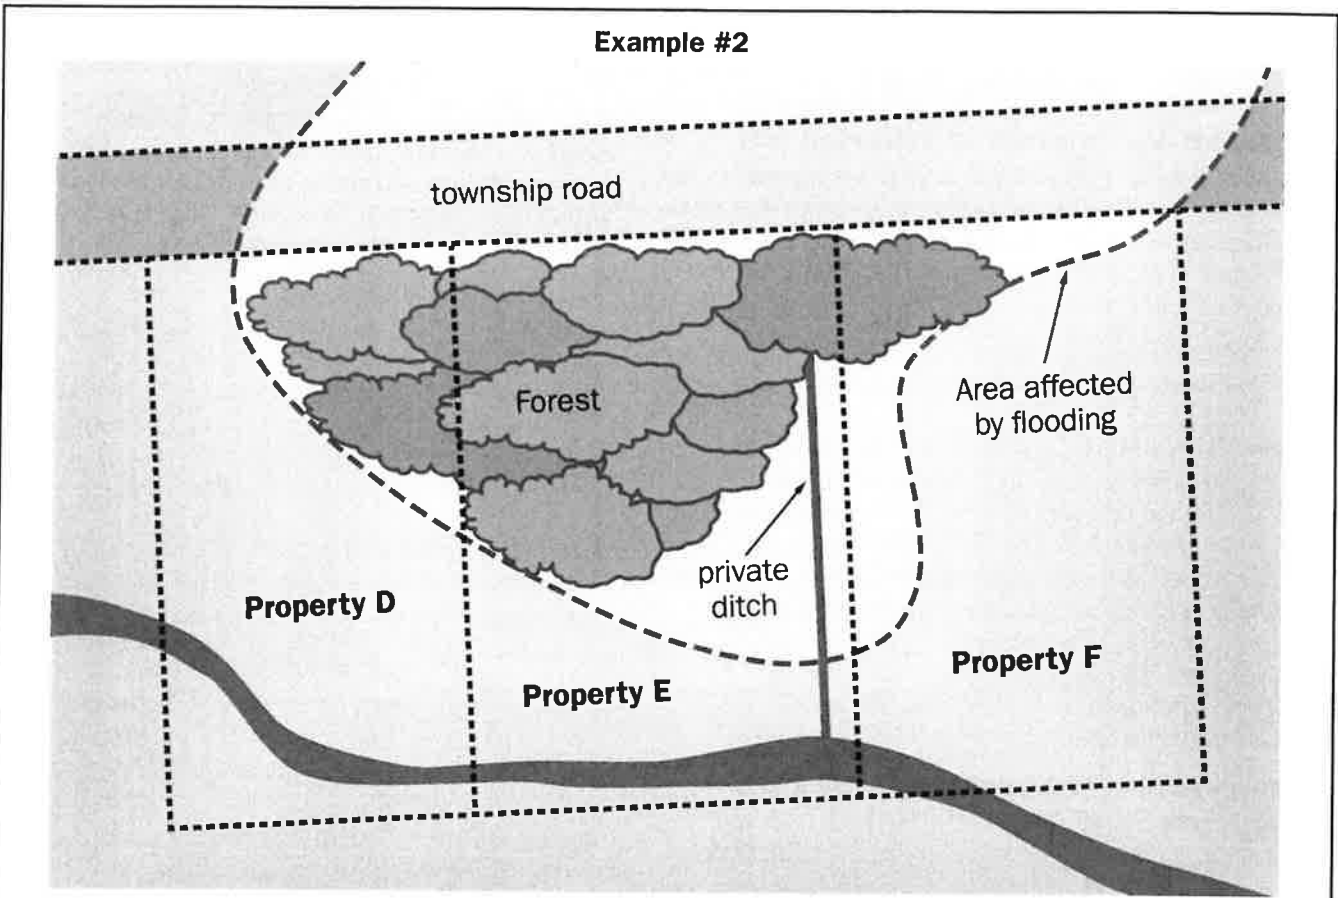 Example #2
township road
Forest
Area affected
by flooding
private
ditch
Property D
Property E
Property F